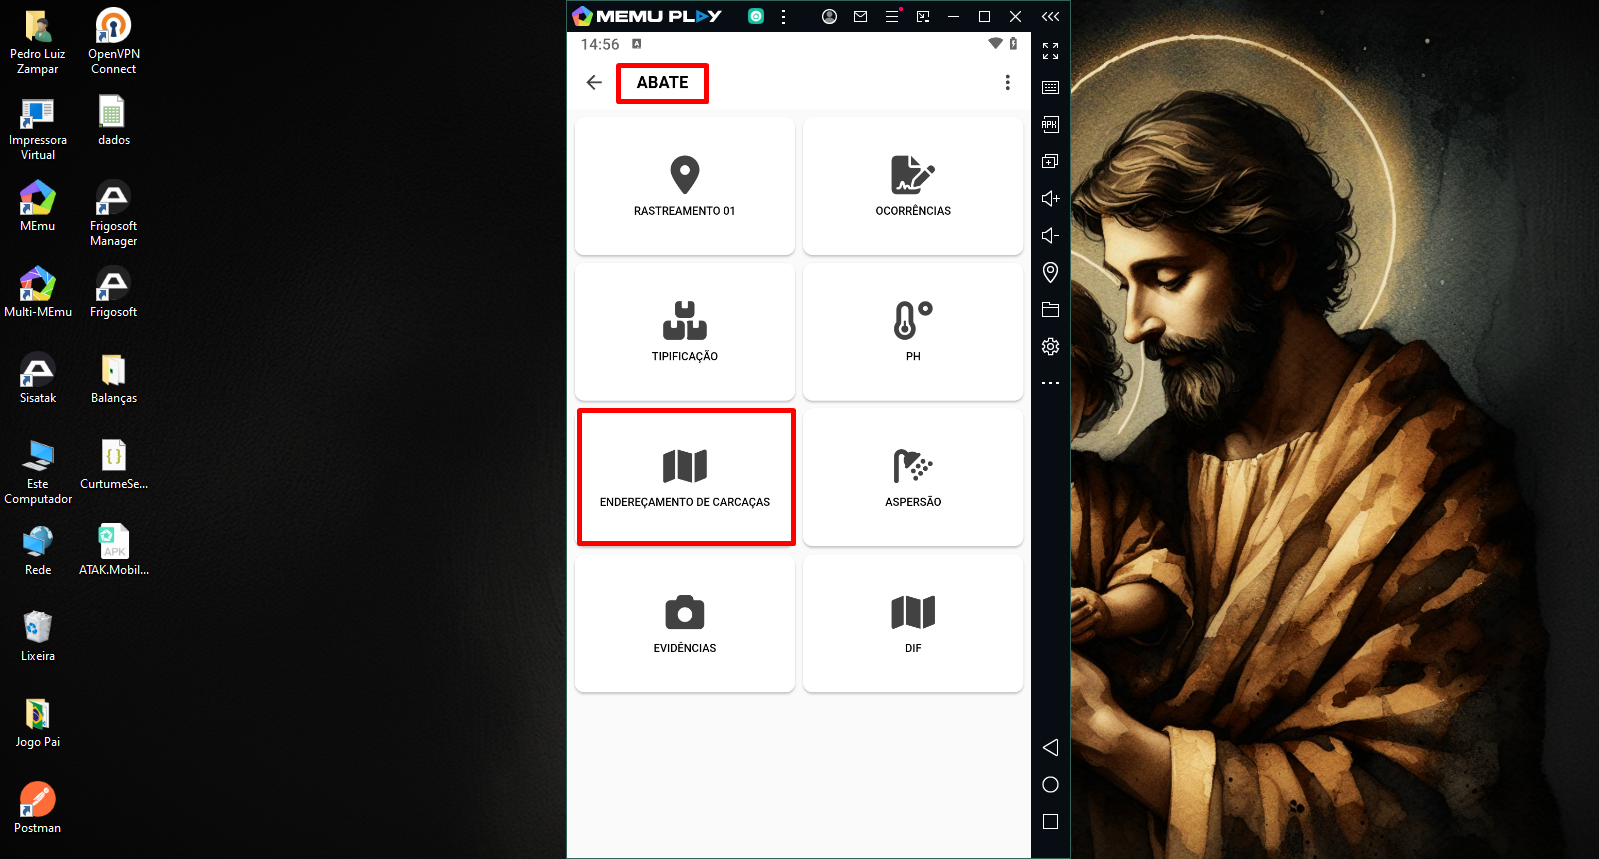 Pedro Luiz
Zampar
OpenVPN
Connect
Impressora
Virtual
dados
MEmu
Frigosoft
Manager
Multi-MEmu
Frigosoft
Sisatak
Balanças
Este
Computador
CurtumeSe...
Rede
APK
ATAK.Mobil...
Lixeira
Jogo Pai
Postman
MEMU PLAY
14:56
A
ABATE
RASTREAMENTO 01
OCORRÊNCIAS
TIPIFICAÇÃO
PH
ENDEREÇAMENTO DE CARCAÇAS
ASPERSÃO
EVIDÊNCIAS
DIF
APK